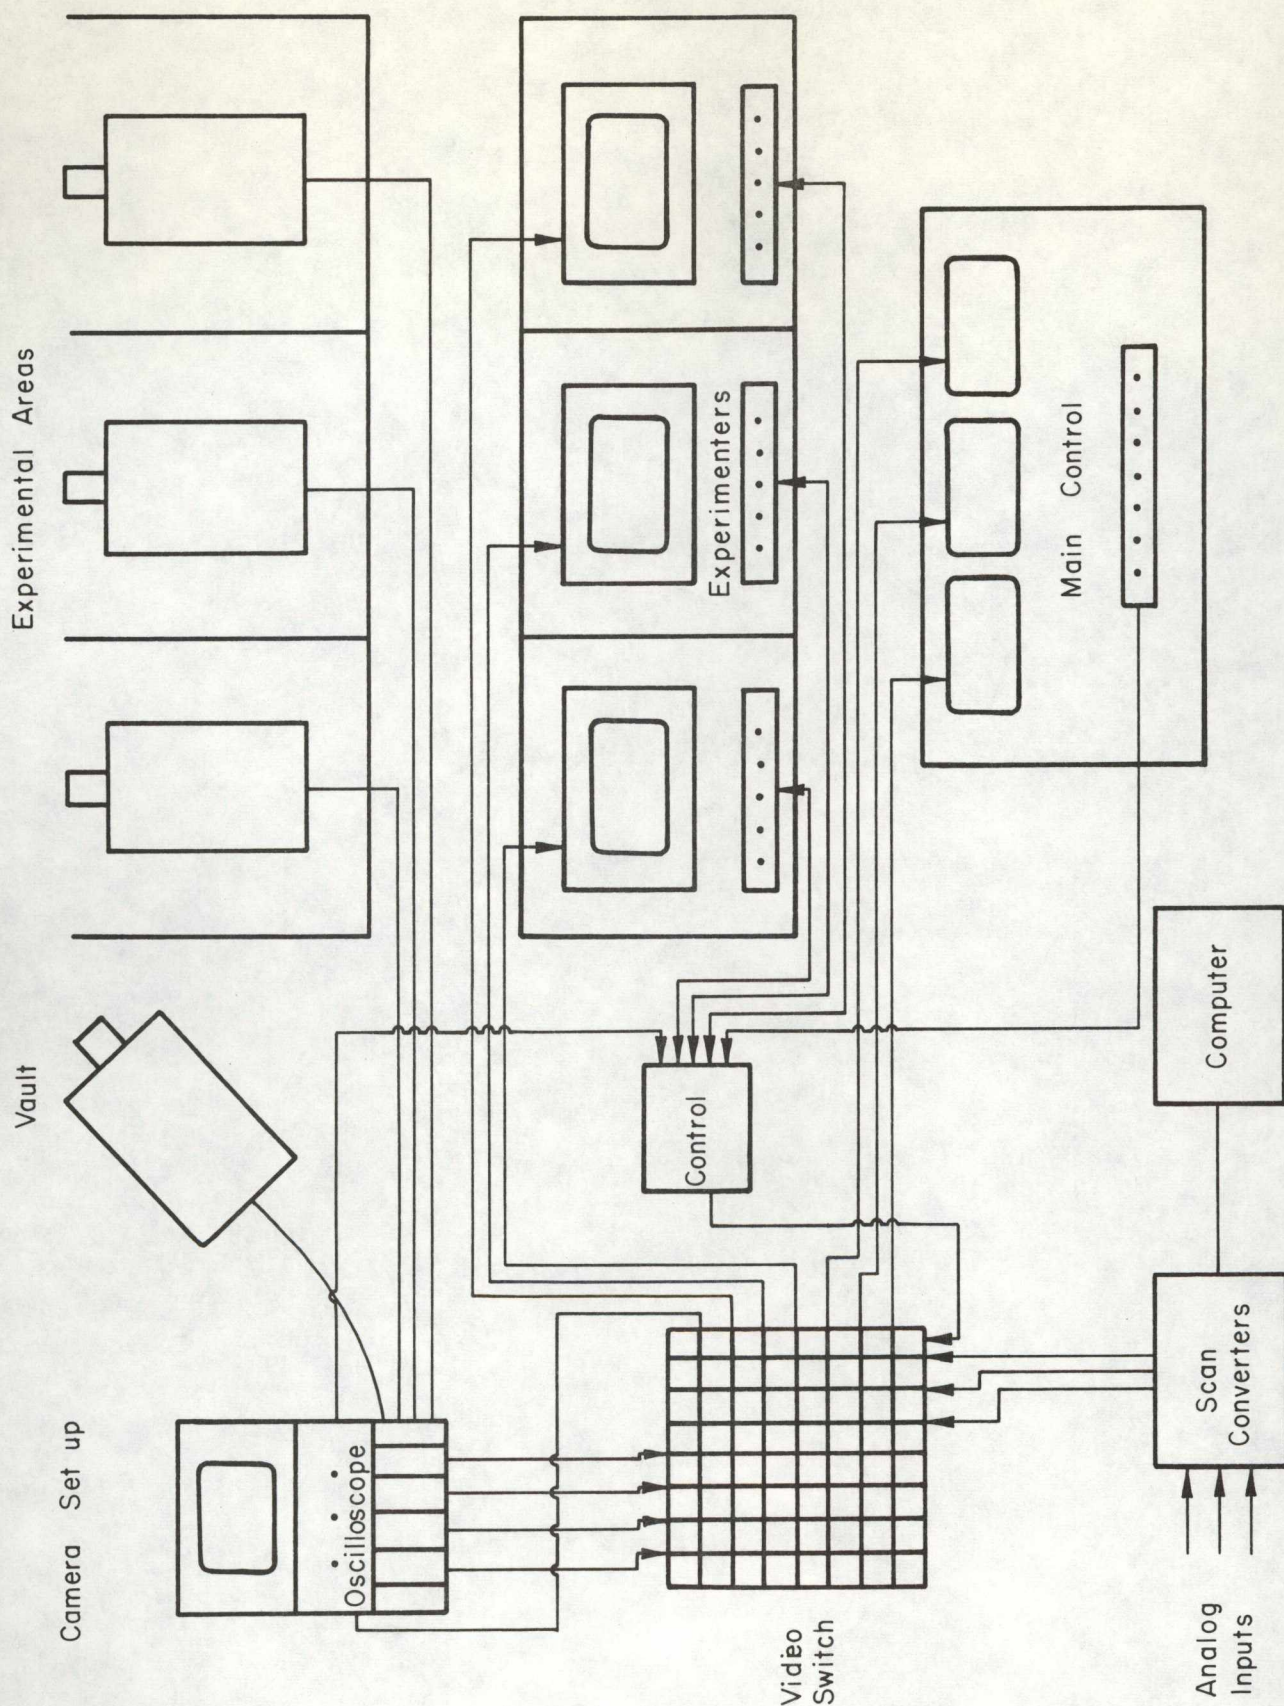 Camera Set up
Vault
Experimental Areas
Oscilloscope
Experimenters
Control
Video
Switch
Main Control
Analog
Inputs
Scan
Converters
Computer